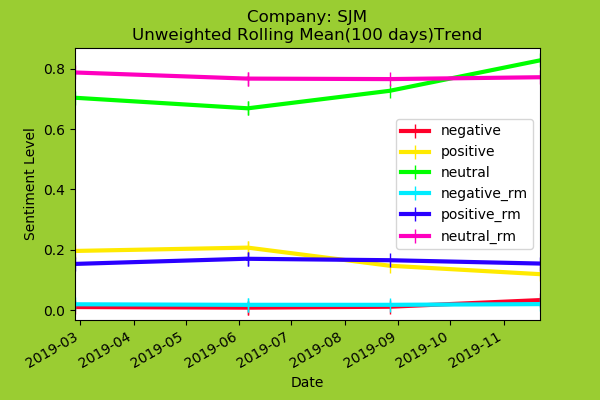 Company: SJM
Unweighted Rolling Mean(100 days)Trend
Sentiment Level
0.8
0.6
0.4
0.2
0.0
negative
positive
neutral
negative_rm
positive_rm
neutral_rm
2019-03
2019-04
2019-05
2019-06
2019-07
2019-08
2019-09
2019-10
2019-11
Date